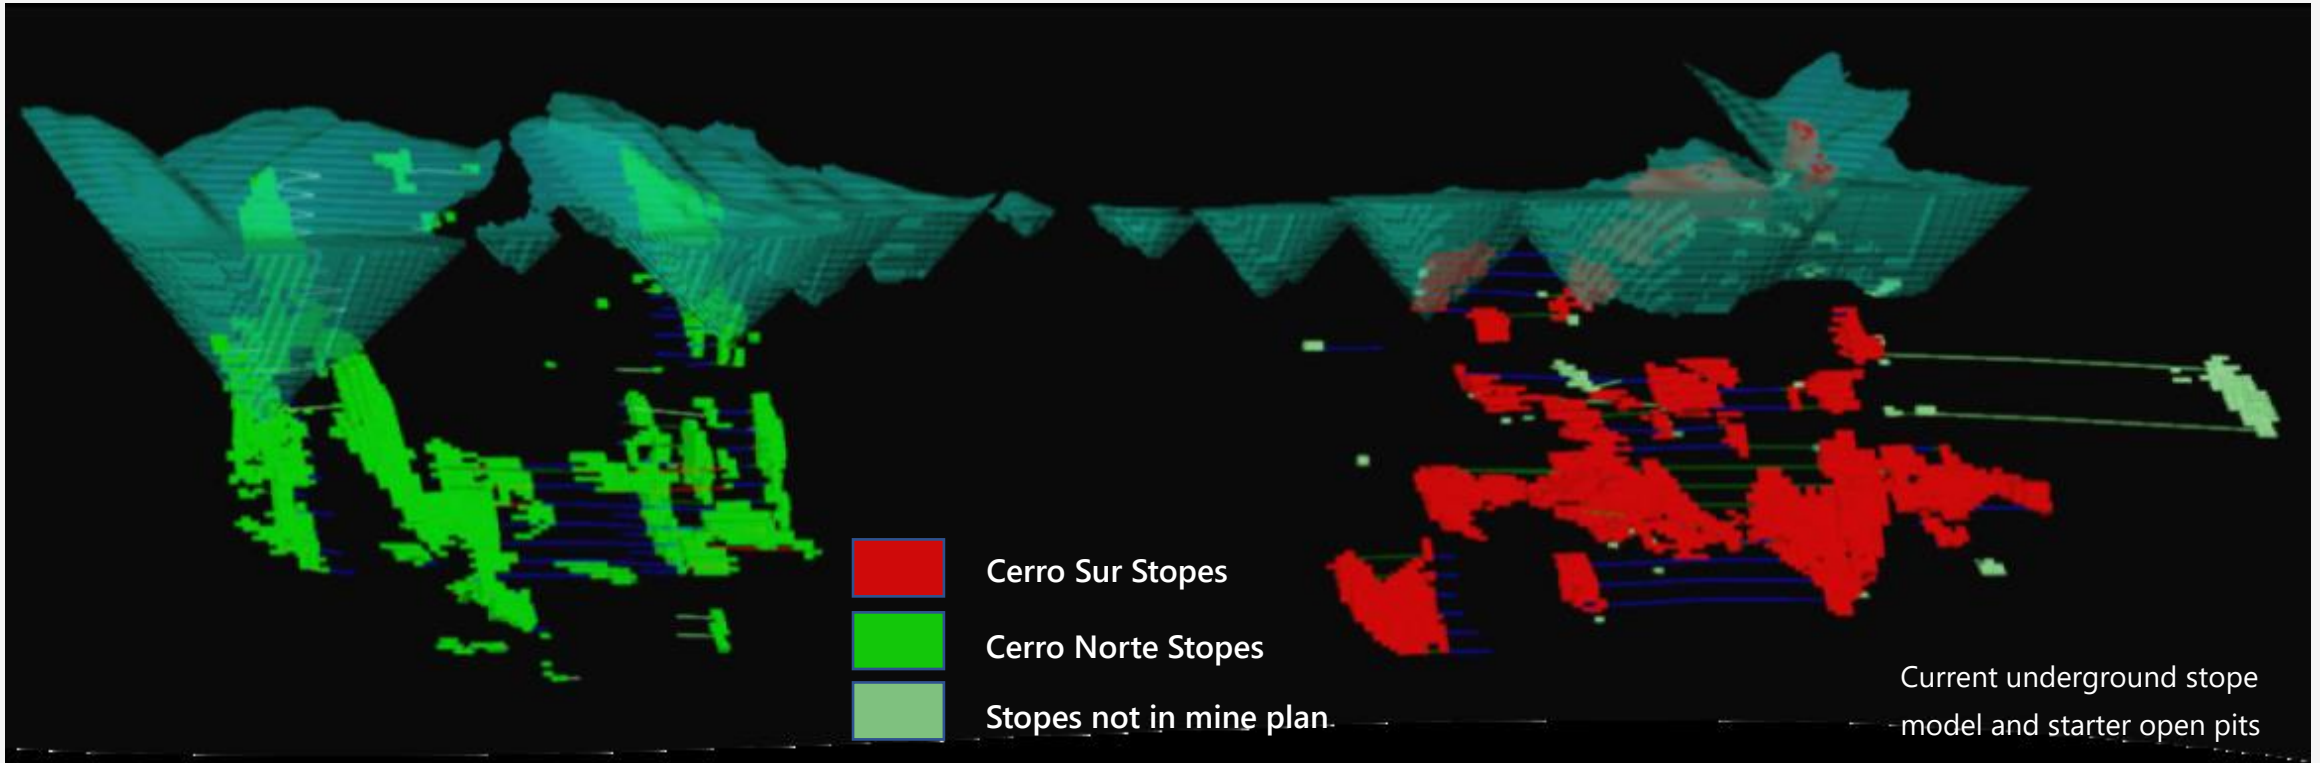 Cerro Sur Stopes
Cerro Norte Stopes
Stopes not in mine plan
Current underground stope
model and starter open pits